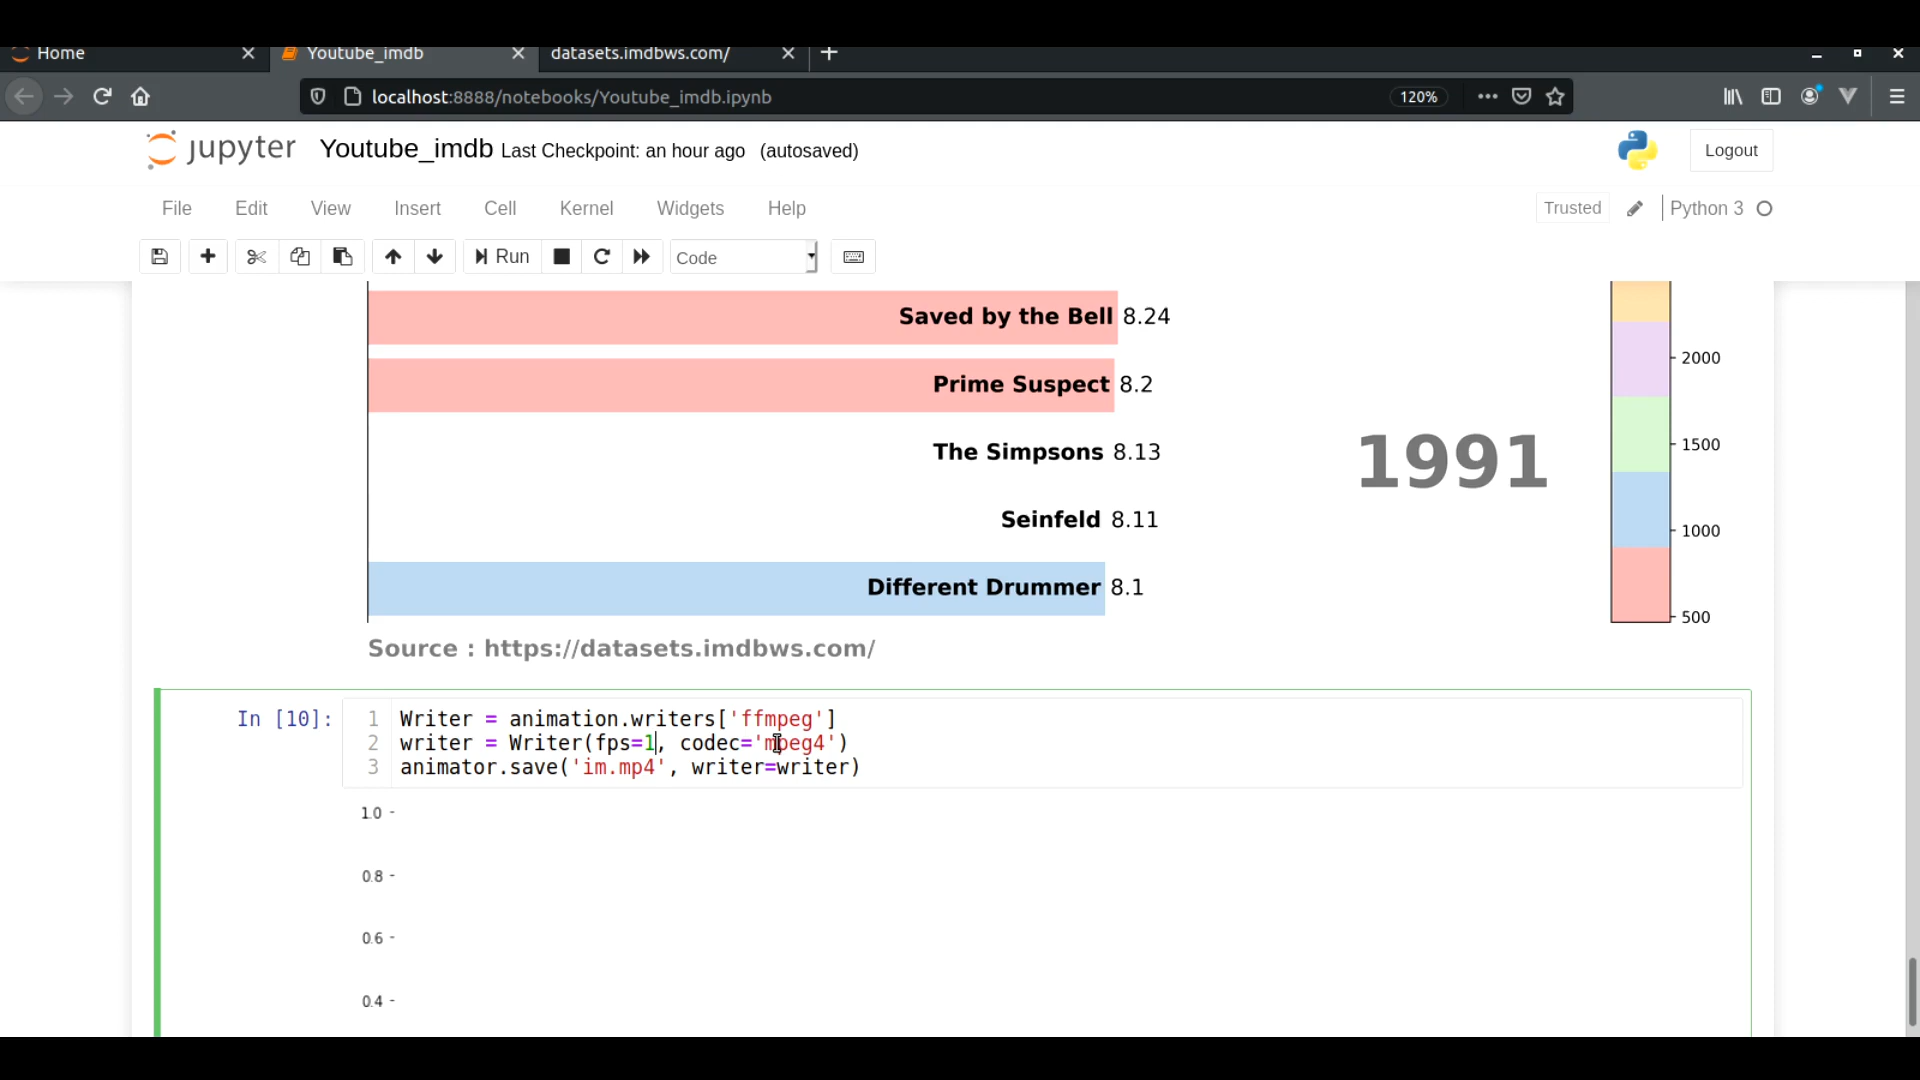 Home
Youtube_imdb
datasets.imdbws.com/
localhost:8888/notebooks/Youtube_imdb.ipynb
120%
jupyter Youtube_imdb Last Checkpoint: an hour ago (autosaved)
Logout
File Edit View Insert Cell Kernel Widgets Help
Trusted
Python 3
Run
Code
Saved by the Bell 8.24
Prime Suspect 8.2
The Simpsons 8.13
Seinfeld 8.11
Different Drummer 8.1
1991
2000
1500
1000
500
Source : https://datasets.imdbws.com/
In [10]:
1 Writer = animation.writers['ffmpeg']
2 writer = Writer(fps=1, codec='mpeg4')
3 animator.save('im.mp4', writer=writer)
1.0
0.8
0.6
0.4